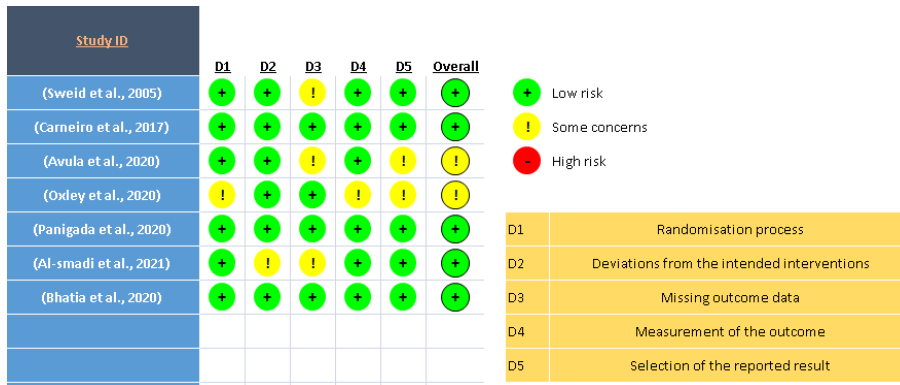 Study ID D1 D2 D3 D4 D5 Overall
(Sweid et al., 2005) + + ! + + +
(Carneiro et al., 2017) + + + + + +
(Avula et al., 2020) + + ! + ! !
(Oxley et al., 2020) ! + + ! ! !
(Panigada et al., 2020) + + + + + +
(Al-smadi et al., 2021) + ! ! + + +
(Bhatia et al., 2020) + + + + + +
+ Low risk
! Some concerns
- High risk
D1 Randomisation process
D2 Deviations from the intended interventions
D3 Missing outcome data
D4 Measurement of the outcome
D5 Selection of the reported result